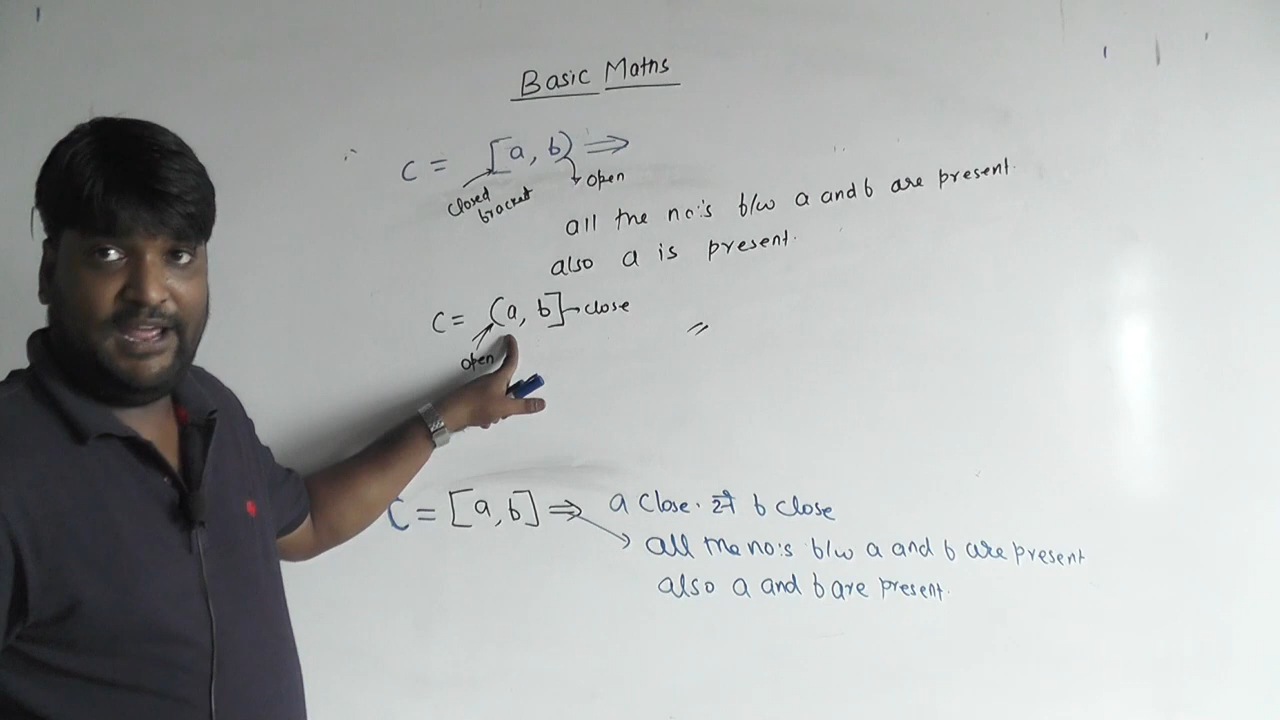 Basic Maths
C = [a, b) ⇒
closed bracket
open
all the no:s b/w a and b are present.
also a is present.
C = (a, b] close
open
〃
C = [a, b] ⇒ a close से b close
all the no:s b/w a and b are present
also a and b are present.